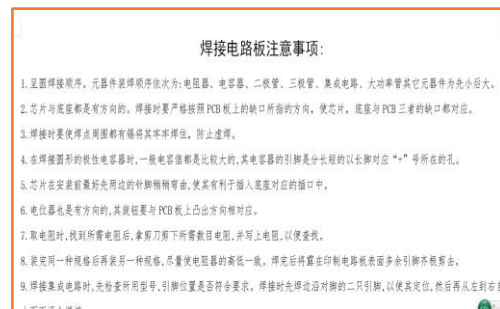 焊接电路板注意事项:
1.呈圆焊接顺序。元器件装焊顺序依次为:电阻器、电容器、二极管、三极管、集成电路、大功率管其它元器件为先小后大。
2.芯片与底座都是有方向的。焊接时要严格按照PCB板上的缺口所指的方向,使芯片,底座与PCB三者的缺口都对应。
3.焊接时要使焊点周围都有锡将其牢牢焊住,防止虚焊。
4.在焊接圆形的极性电容器时,一般电容值都是比较大的,其电容器的引脚是分长短的以长脚对应“+”号所在的孔。
5.芯片在安装前最好先两边的针脚稍稍弯曲,使其有利于插入底座对应的插口中。
6.电位器也是有方向的,其旋钮要与PCB板上凸出方向相对应。
7.取电阻时,找到所需电阻后,拿剪刀剪下所需数目电阻,并写上电阻,以便查找。
8.装完同一种规格后再装另一种规格,尽量使电阻器的高低一致。焊完后将露在印制电路板表面多余引脚齐根剪去。
9.焊接集成电路时,先检查所用型号,引脚位置是否符合要求。焊接时先焊边沿对脚的二只引脚,以使其定位,然后再从左到右自